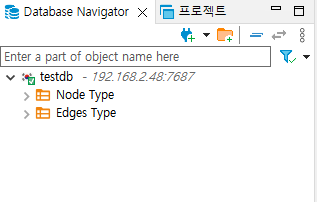 Database Navigator 프로젝트
Enter a part of object name here
testdb - 192.168.2.48:7687
Node Type
Edges Type